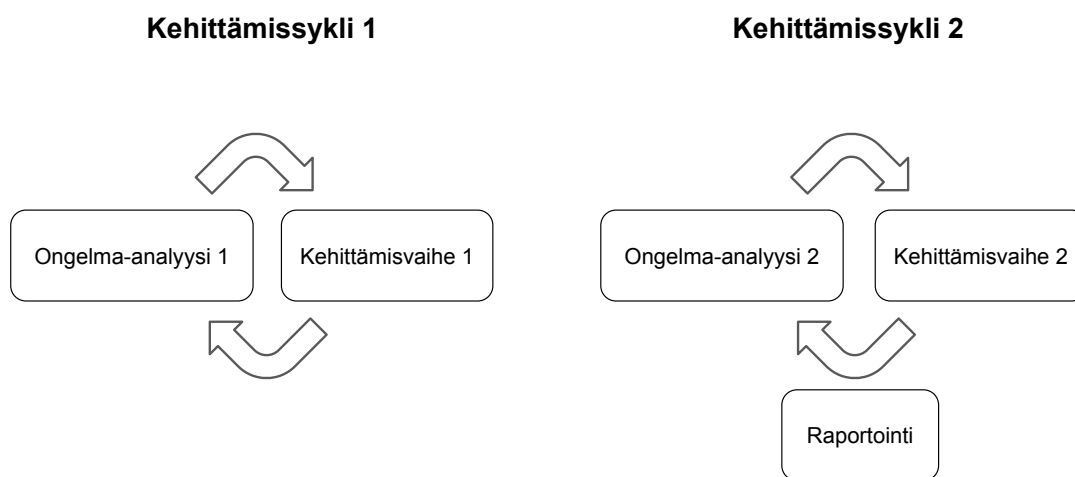 Kehittämissykli 1
Kehittämissykli 2
Ongelma-analyysi 1
Kehittämisvaihe 1
Ongelma-analyysi 2
Kehittämisvaihe 2
Raportointi